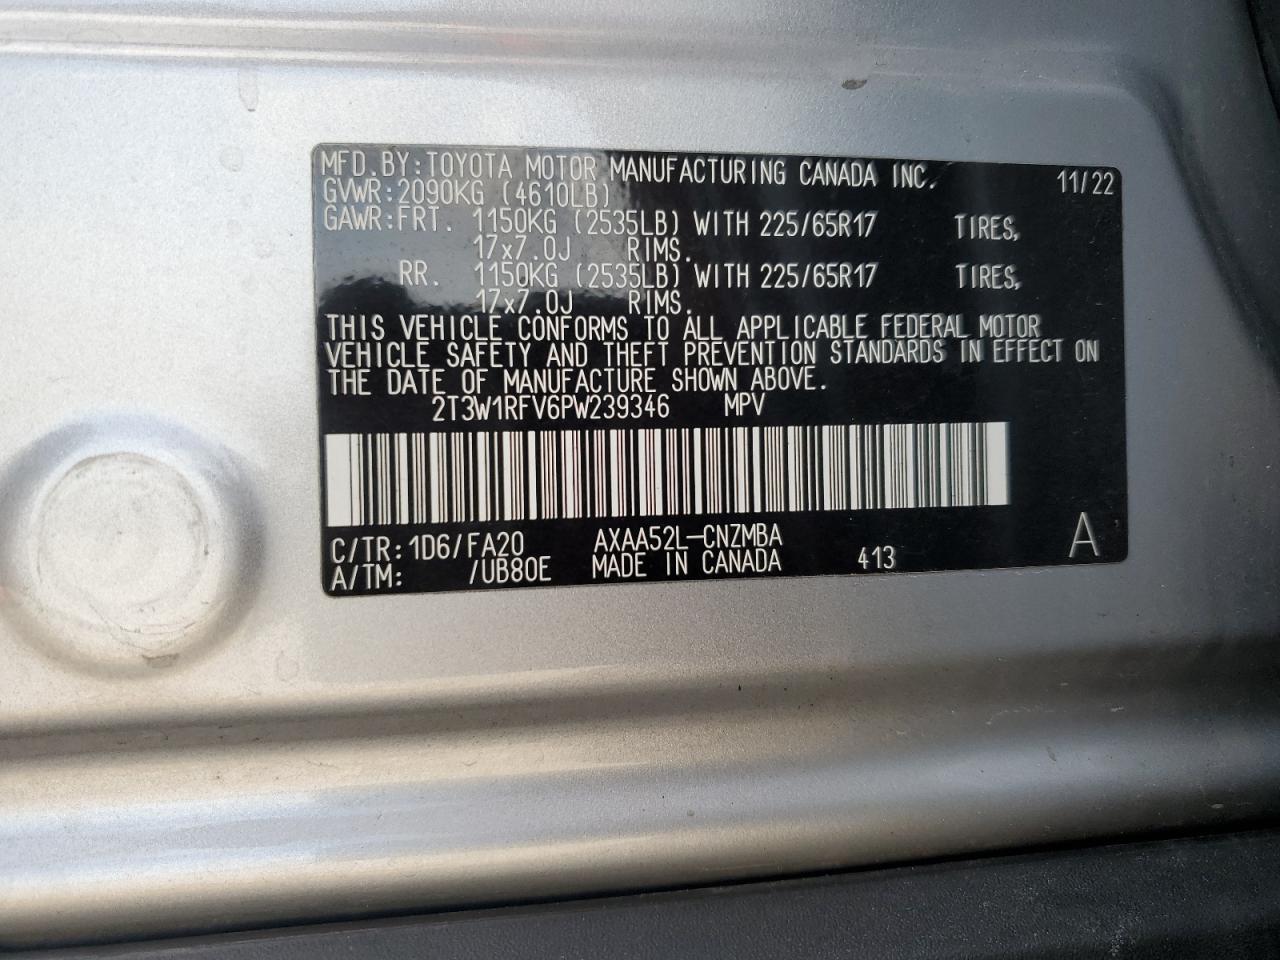 MFD.BY:TOYOTA MOTOR MANUFACTURING CANADA INC. 11/22
GVWR:2090KG (4610LB)
GAWR:FRT. 1150KG (2535LB) WITH 225/65R17 TIRES,
17x7.0J RIMS.
RR. 1150KG (2535LB) WITH 225/65R17 TIRES,
17x7.0J RIMS.
THIS VEHICLE CONFORMS TO ALL APPLICABLE FEDERAL MOTOR
VEHICLE SAFETY AND THEFT PREVENTION STANDARDS IN EFFECT ON
THE DATE OF MANUFACTURE SHOWN ABOVE.
2T3W1RFV6PW239346 MPV
C/TR:1D6/FA20 AXAA52L-CNZMBA
A/TM: /UB80E MADE IN CANADA 413 A